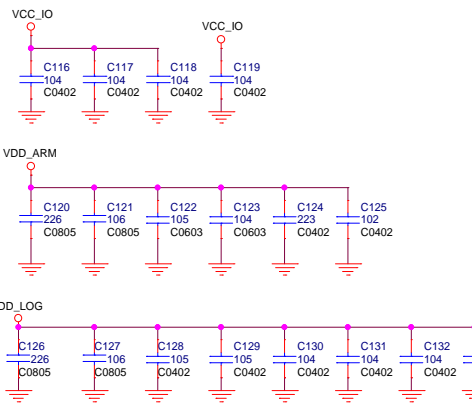 VCC_IO
VCC_IO
C116 C117 C118 C119
104 104 104 104
C0402 C0402 C0402 C0402
VDD_ARM
C120 C121 C122 C123 C124 C125
226 106 105 104 223 102
C0805 C0805 C0603 C0603 C0402 C0402
DD_LOG
C126 C127 C128 C129 C130 C131 C132
226 106 105 105 104 104 104
C0805 C0805 C0402 C0402 C0402 C0402 C0402